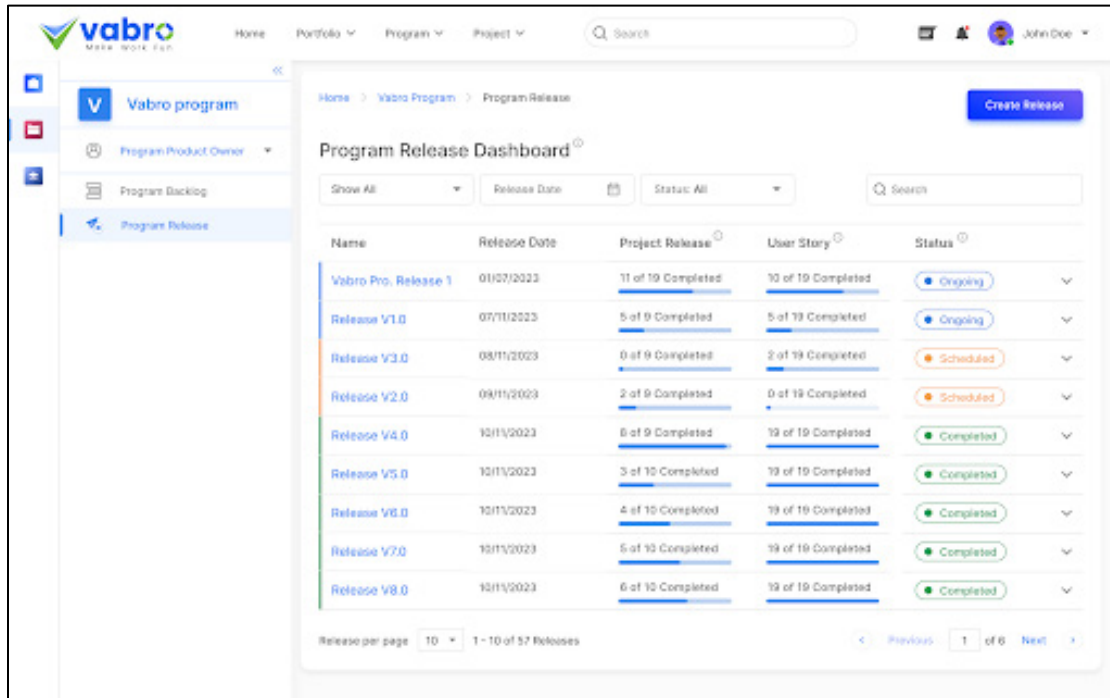 vabro
Make Work Fun
Home Portfolio Program Project Search John Doe
V Vabro program
Program Product Owner
Program Backlog
Program Release
Home > Vabro Program > Program Release
Create Release
Program Release Dashboard
Show All Release Date Status: All Search
Name Release Date Project Release User Story Status
Vabro Pro. Release 1 01/07/2023 11 of 19 Completed 10 of 19 Completed Ongoing
Release V1.0 07/11/2023 5 of 9 Completed 5 of 19 Completed Ongoing
Release V3.0 08/11/2023 0 of 9 Completed 2 of 19 Completed Scheduled
Release V2.0 09/11/2023 2 of 9 Completed 0 of 19 Completed Scheduled
Release V4.0 10/11/2023 of 9 Completed 19 of 19 Completed Completed
Release V5.0 10/11/2023 3 of 10 Completed 19 of 19 Completed Completed
Release V6.0 10/11/2023 4 of 10 Completed 19 of 19 Completed Completed
Release V7.0 10/11/2023 5 of 10 Completed 19 of 19 Completed Completed
Release V8.0 10/11/2023 6 of 10 Completed 19 of 19 Completed Completed
Release per page 10 1 - 10 of 57 Releases Previous 1 of 6 Next